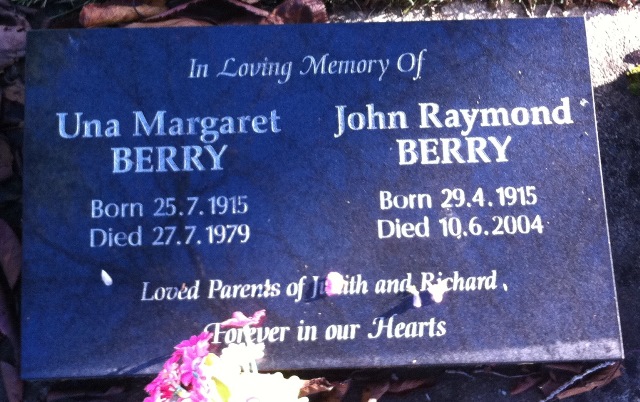 In Loving Memory Of
Una Margaret
BERRY
Born 25.7.1915
Died 27.7.1979
John Raymond
BERRY
Born 29.4.1915
Died 10.6.2004
Loved Parents of Judith and Richard
Forever in our Hearts